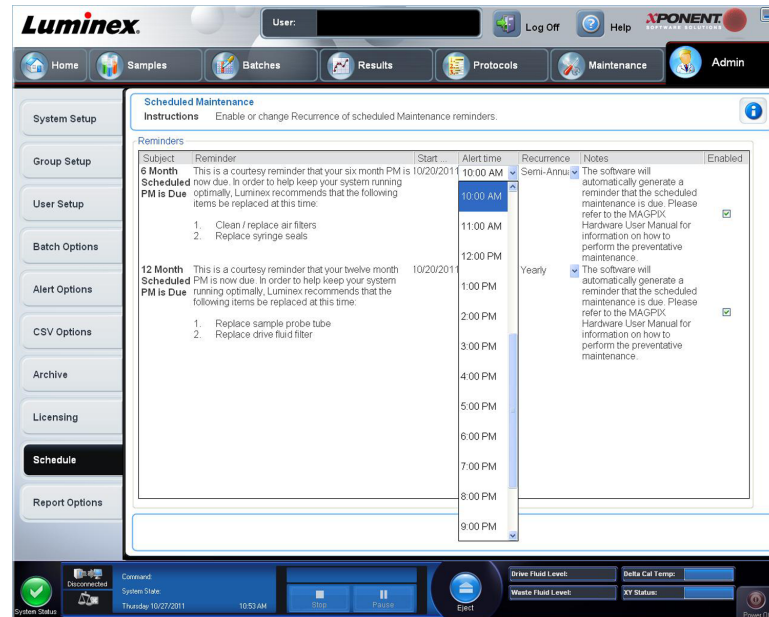 Luminex.
User:
Log Off
Help
XPONENT.
SOFTWARE SOLUTIONS
Home
Samples
Batches
Results
Protocols
Maintenance
Admin
System Setup
Group Setup
User Setup
Batch Options
Alert Options
CSV Options
Archive
Licensing
Schedule
Report Options
Scheduled Maintenance
Instructions Enable or change Recurrence of scheduled Maintenance reminders.
Reminders
Subject Reminder Start ... Alert time Recurrence Notes Enabled
6 Month
Scheduled
PM is Due
This is a courtesy reminder that your six month PM is
now due. In order to help keep your system running
optimally, Luminex recommends that the following
items be replaced at this time:
1. Clean / replace air filters
2. Replace syringe seals
10/20/2011
10:00 AM
Semi-Annu
The software will
automatically generate a
reminder that the scheduled
maintenance is due. Please
refer to the MAGPIX
Hardware User Manual for
information on how to
perform the preventative
maintenance.
12 Month
Scheduled
PM is Due
This is a courtesy reminder that your twelve month
PM is now due. In order to help keep your system
running optimally, Luminex recommends that the
following items be replaced at this time:
1. Replace sample probe tube
2. Replace drive fluid filter
10/20/2011
Yearly
The software will
automatically generate a
reminder that the scheduled
maintenance is due. Please
refer to the MAGPIX
Hardware User Manual for
information on how to
perform the preventative
maintenance.
10:00 AM
11:00 AM
12:00 PM
1:00 PM
2:00 PM
3:00 PM
4:00 PM
5:00 PM
6:00 PM
7:00 PM
8:00 PM
9:00 PM
System Status
Disconnected
Command:
System State:
Thursday 10/27/2011 10:53 AM
Stop
Pause
Eject
Drive Fluid Level:
Waste Fluid Level:
Delta Cal Temp:
XY Status:
Power